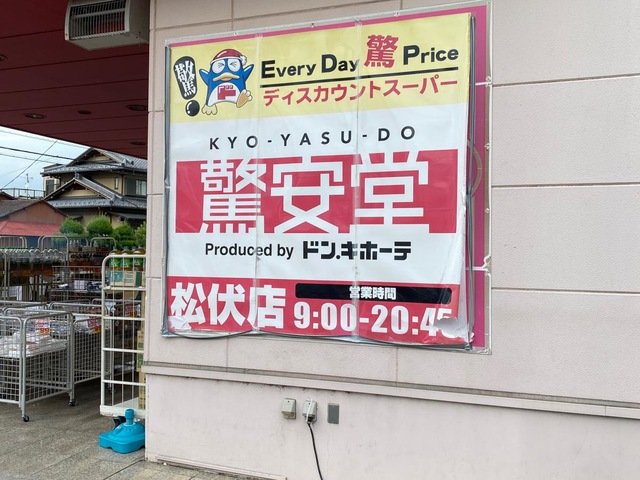 驚
Every Day 驚 Price
ディスカウントスーパー
KYO-YASU-DO
驚安堂
Produced by ドン.キホーテ
松伏店
営業時間
9:00-20:45